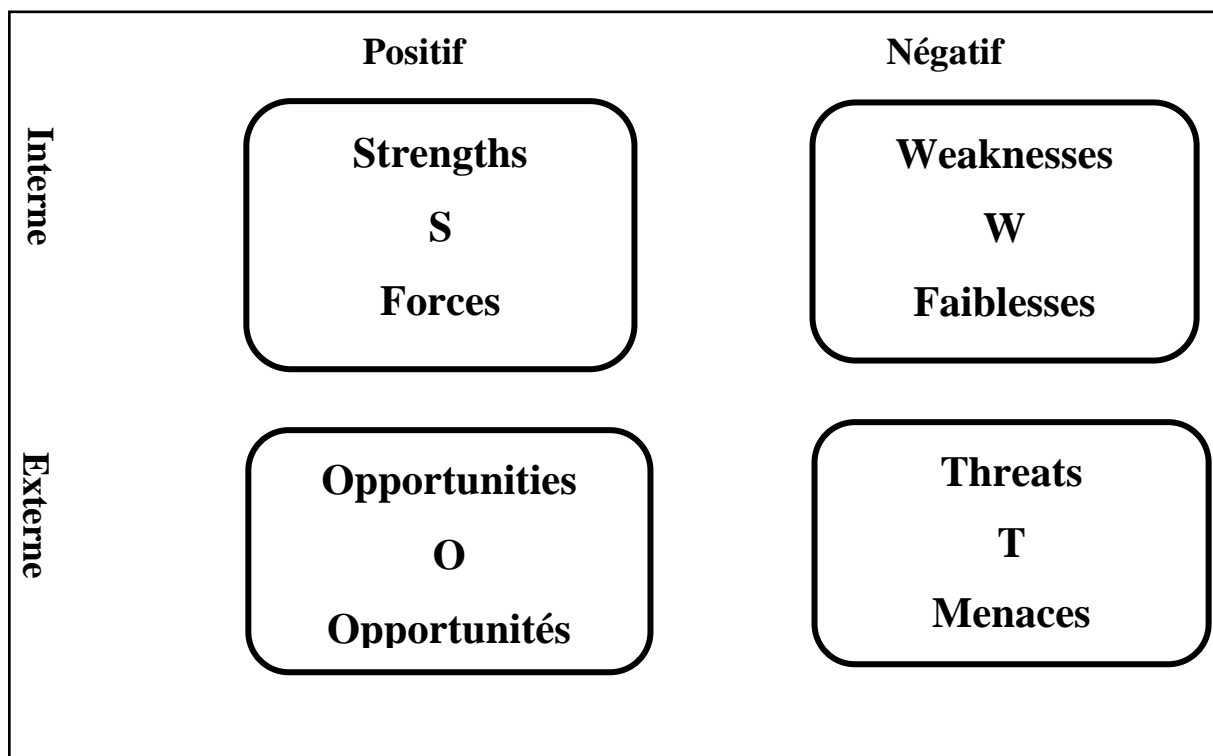 Positif
Négatif
Interne
Strengths
S
Forces
Weaknesses
W
Faiblesses
Externe
Opportunities
O
Opportunités
Threats
T
Menaces